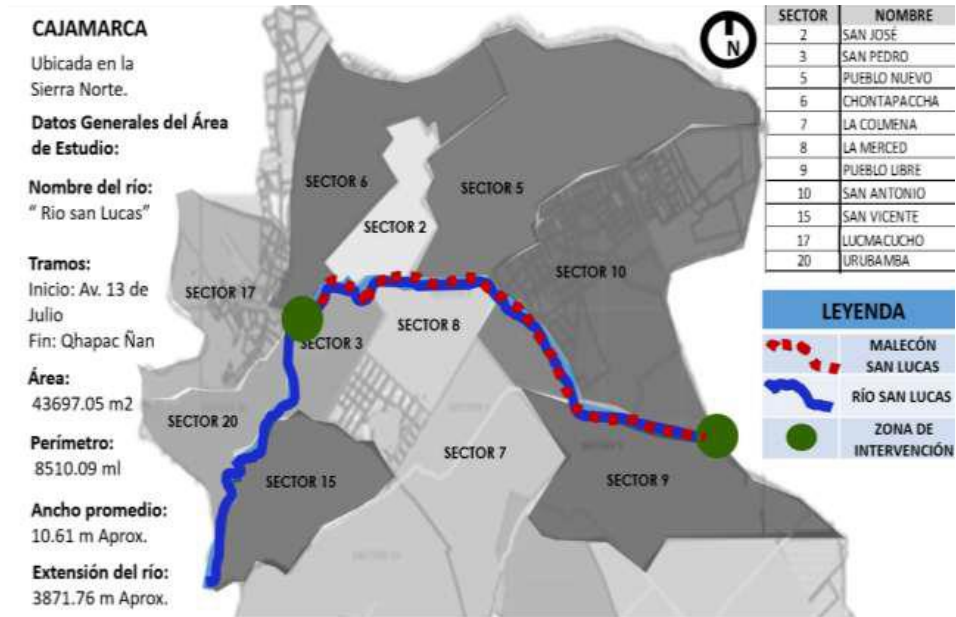 CAJAMARCA
Ubicada en la
Sierra Norte.
Datos Generales del Área
de Estudio:
Nombre del río:
“ Rio san Lucas”
Tramos:
Inicio: Av. 13 de
Julio
Fin: Qhapac Ñan
Área:
43697.05 m2
Perímetro:
8510.09 ml
Ancho promedio:
10.61 m Aprox.
Extensión del río:
3871.76 m Aprox.
SECTOR 6
SECTOR 5
SECTOR 2
SECTOR 10
SECTOR 17
SECTOR 8
SECTOR 3
SECTOR 20
SECTOR 7
SECTOR 15
SECTOR 9
N
SECTOR NOMBRE
2 SAN JOSÉ
3 SAN PEDRO
5 PUEBLO NUEVO
6 CHONTAPACCHA
7 LA COLMENA
8 LA MERCED
9 PUEBLO LIBRE
10 SAN ANTONIO
15 SAN VICENTE
17 LUCMACUCHO
20 URUBAMBA
LEYENDA
MALECÓN
SAN LUCAS
RÍO SAN LUCAS
ZONA DE
INTERVENCIÓN